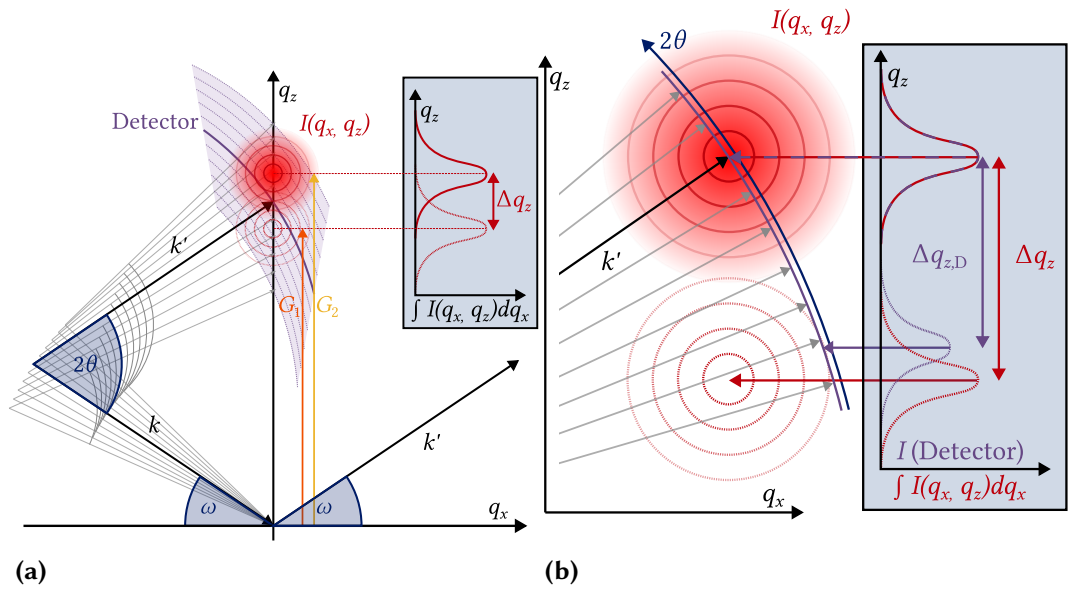 q_z
Detector
I(q_x, q_z)
q_z
Δq_z
k'
G_1
G_2
∫ I(q_x, q_z)dq_x
2θ
k
k'
ω
ω
q_x
(a)
I(q_x, q_z)
2θ
q_z
q_z
k'
Δq_{z,D}
Δq_z
I (Detector)
∫ I(q_x, q_z)dq_x
q_x
(b)